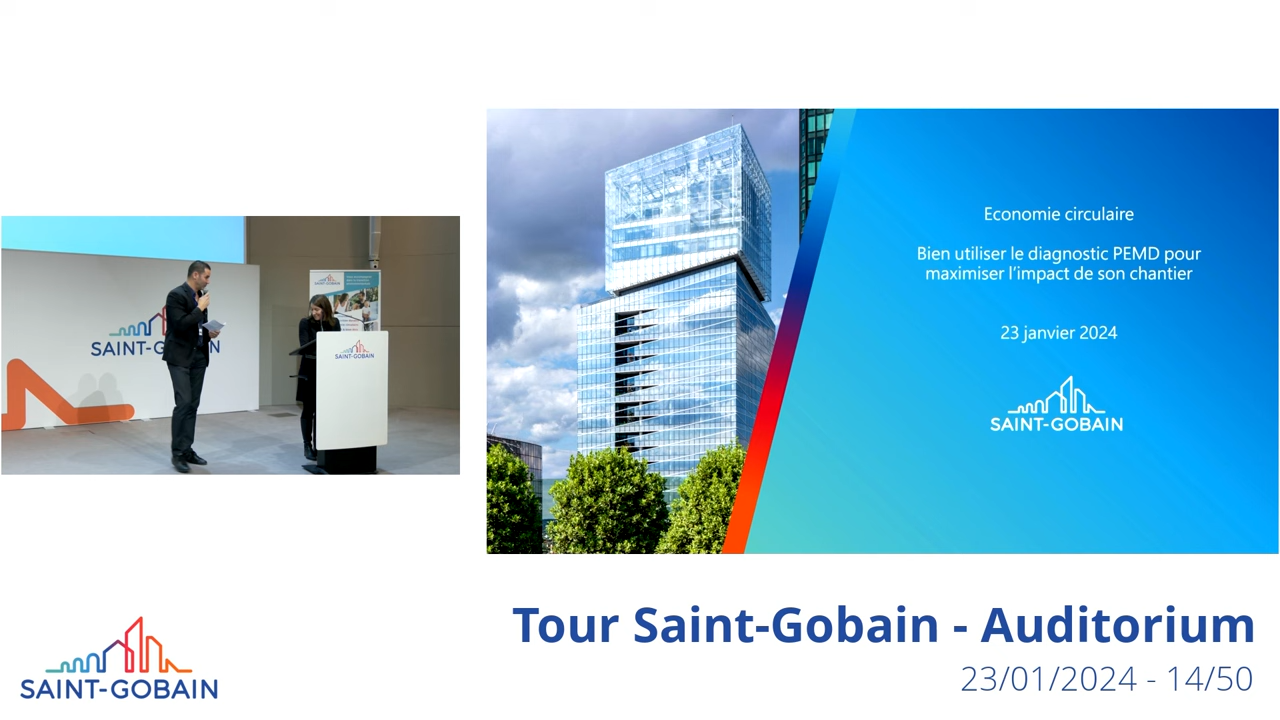 SAINT-GOBAIN
SAINT-G
N
SAINT-GOBAIN
Economie circulaire
Bien utiliser le diagnostic PEMD pour
maximiser l'impact de son chantier
23 janvier 2024
SAINT-GOBAIN
Tour Saint-Gobain - Auditorium
23/01/2024 - 14/50
SAINT-GOBAIN